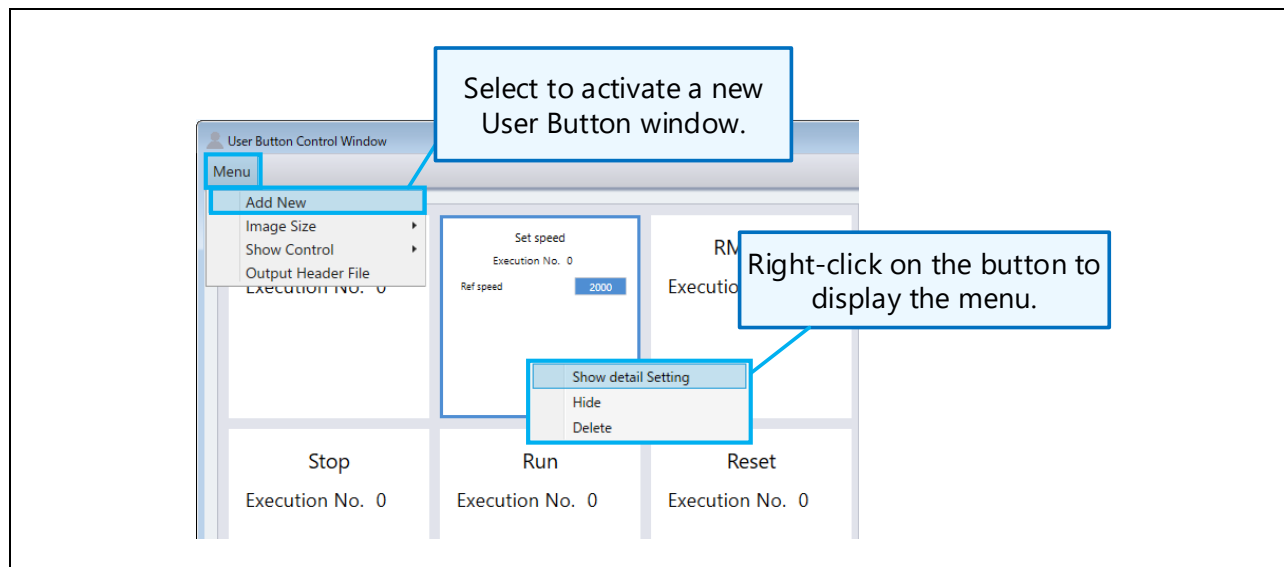 Select to activate a new
User Button window.
User Button Control Window
Menu
Add New
Image Size
Show Control
Output Header File
Execution No. 0
Set speed
Execution No. 0
Ref speed 2000
Right-click on the button to
display the menu.
Show detail Setting
Hide
Delete
Stop
Execution No. 0
Run
Execution No. 0
Reset
Execution No. 0